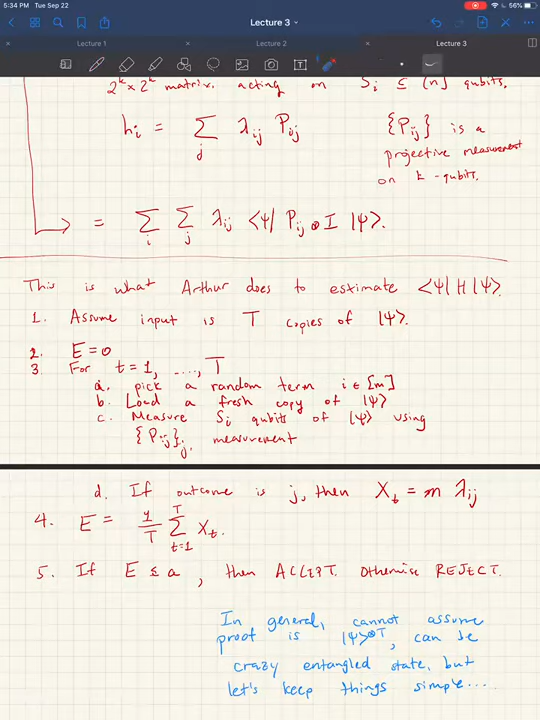 5:34 PM Tue Sep 22
56%
Lecture 3
Lecture 1
Lecture 2
Lecture 3
2^k × 2^k matrix. acting on S_i ⊆ [n] qubits.
h_i = ∑_j λ_ij P_ij
{P_ij} is a
projective measurement
on k-qubits.
= ∑_i ∑_j λ_ij <ψ| P_ij ⊗ I |ψ>.
This is what Arthur does to estimate <ψ| H |ψ>.
1. Assume input is T copies of |ψ>.
2. E = 0
3. For t = 1, ...., T
a. pick a random term i ∈ [m]
b. Load a fresh copy of |ψ>
c. Measure S_i qubits of |ψ> using
{P_ij}_j measurement
d. If outcome is j, then X_t = m λ_ij
4. E = 1/T ∑_{t=1}^T X_t.
5. If E ≤ a, then ACCEPT. Otherwise REJECT.
In general, cannot assume
proof is |ψ>^⊗T, can be
crazy entangled state, but
let's keep things simple...